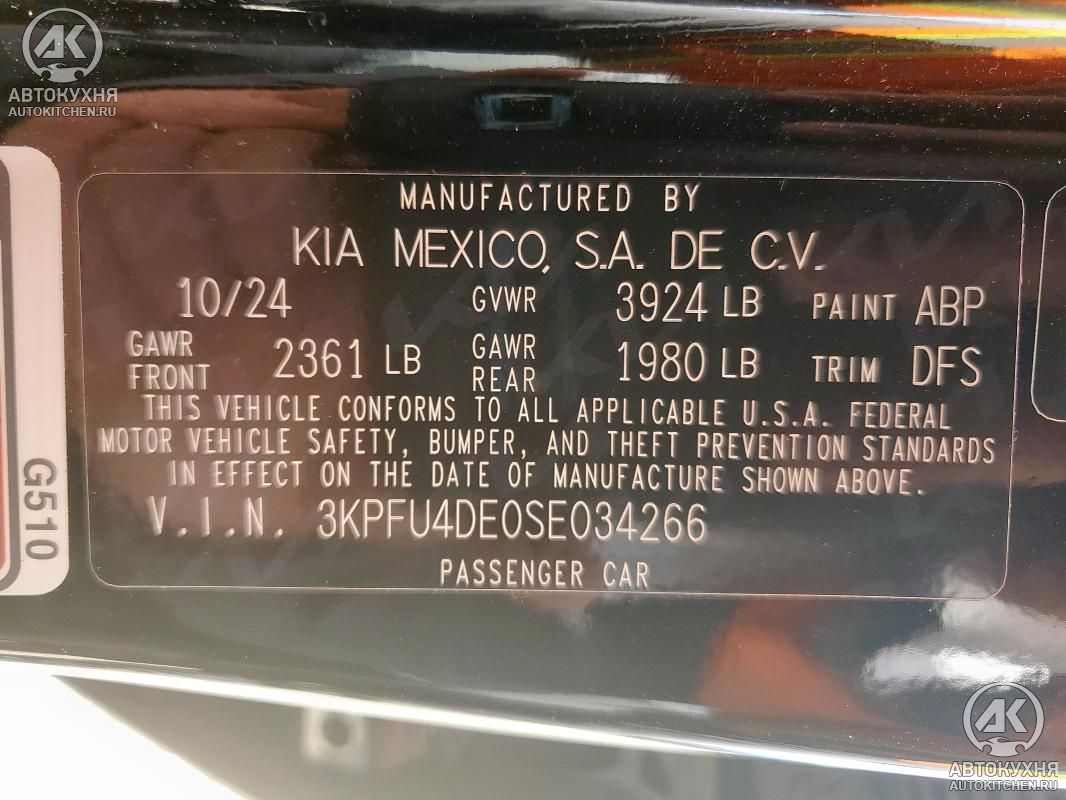 AK
АВТОКУХНЯ
AUTOKITCHEN.RU
MANUFACTURED BY
KIA MEXICO, S.A. DE C.V.
10/24 GVWR 3924 LB PAINT ABP
GAWR FRONT 2361 LB GAWR REAR 1980 LB TRIM DFS
THIS VEHICLE CONFORMS TO ALL APPLICABLE U.S.A. FEDERAL
MOTOR VEHICLE SAFETY, BUMPER, AND THEFT PREVENTION STANDARDS
IN EFFECT ON THE DATE OF MANUFACTURE SHOWN ABOVE.
V.I.N. 3KPFU4DE0SE034266
PASSENGER CAR
G510
AK
АВТОКУХНЯ
AUTOKITCHEN.RU